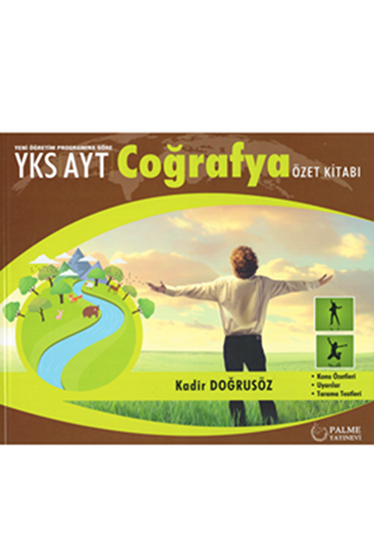 YENİ ÖĞRETİM PROGRAMINA GÖRE
YKS AYT Coğrafya ÖZET KİTABI
Kadir DOĞRUSÖZ
• Konu Özetleri
• Uyarılar
• Tarama Testleri
PALME
YAYINEVİ